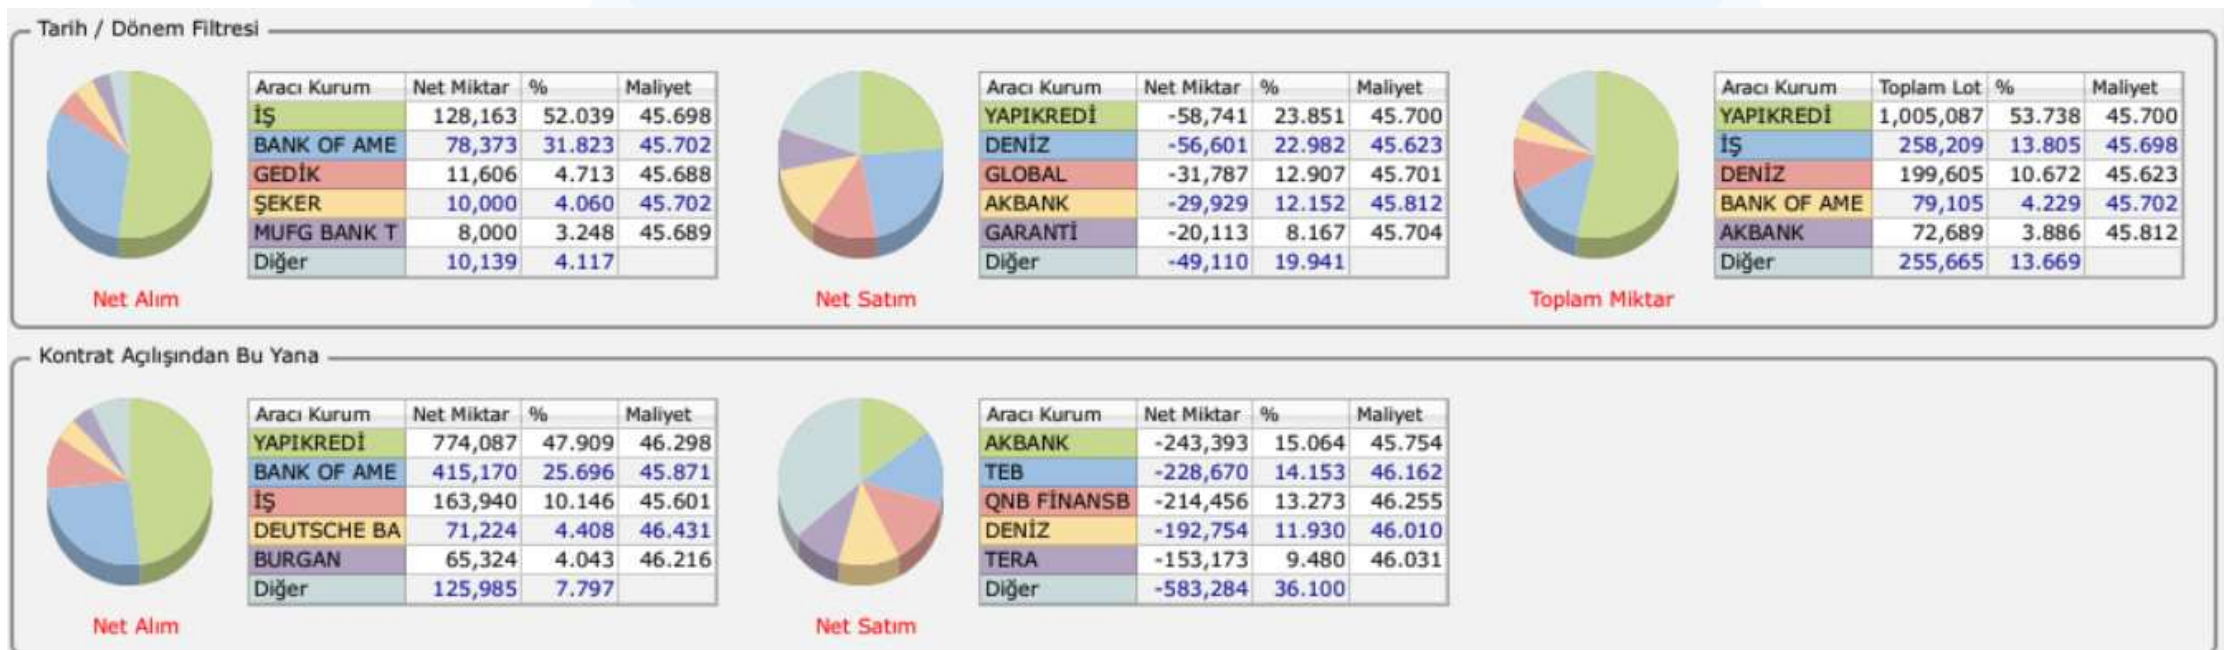 Tarih / Dönem Filtresi
Aracı Kurum Net Miktar % Maliyet
İŞ 128,163 52.039 45.698
BANK OF AME 78,373 31.823 45.702
GEDİK 11,606 4.713 45.688
ŞEKER 10,000 4.060 45.702
MUFG BANK T 8,000 3.248 45.689
Diğer 10,139 4.117
Net Alım
Aracı Kurum Net Miktar % Maliyet
YAPIKREDİ -58,741 23.851 45.700
DENİZ -56,601 22.982 45.623
GLOBAL -31,787 12.907 45.701
AKBANK -29,929 12.152 45.812
GARANTİ -20,113 8.167 45.704
Diğer -49,110 19.941
Net Satım
Aracı Kurum Toplam Lot % Maliyet
YAPIKREDİ 1,005,087 53.738 45.700
İŞ 258,209 13.805 45.698
DENİZ 199,605 10.672 45.623
BANK OF AME 79,105 4.229 45.702
AKBANK 72,689 3.886 45.812
Diğer 255,665 13.669
Toplam Miktar
Kontrat Açılışından Bu Yana
Aracı Kurum Net Miktar % Maliyet
YAPIKREDİ 774,087 47.909 46.298
BANK OF AME 415,170 25.696 45.871
İŞ 163,940 10.146 45.601
DEUTSCHE BA 71,224 4.408 46.431
BURGAN 65,324 4.043 46.216
Diğer 125,985 7.797
Net Alım
Aracı Kurum Net Miktar % Maliyet
AKBANK -243,393 15.064 45.754
TEB -228,670 14.153 46.162
QNB FİNANSB -214,456 13.273 46.255
DENİZ -192,754 11.930 46.010
TERA -153,173 9.480 46.031
Diğer -583,284 36.100
Net Satım